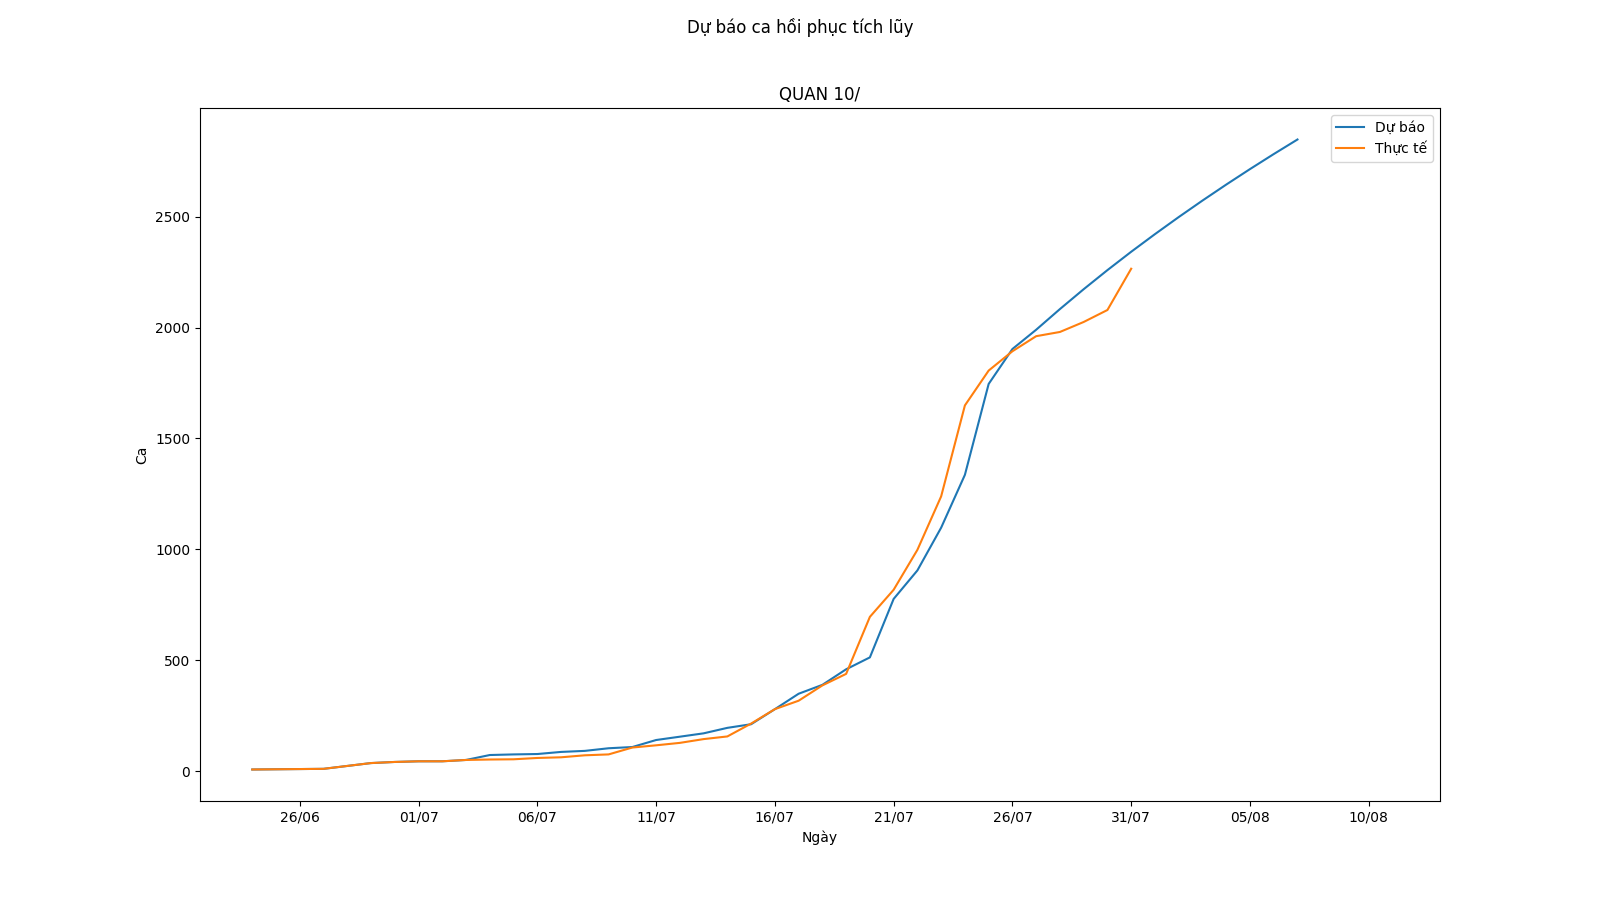 Dự báo ca hồi phục tích lũy
QUAN 10/
Dự báo
Thực tế
2500
2000
1500
1000
500
0
Ca
26/06 01/07 06/07 11/07 16/07 21/07 26/07 31/07 05/08 10/08
Ngày